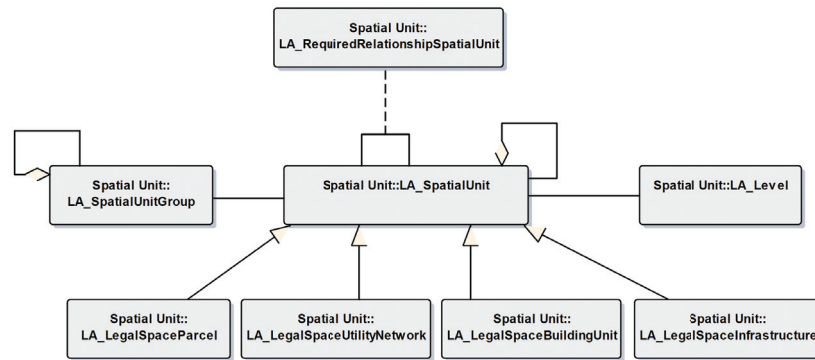 Spatial Unit::
LA_RequiredRelationshipSpatialUnit
Spatial Unit::
LA_SpatialUnitGroup
Spatial Unit::LA_SpatialUnit
Spatial Unit::LA_Level
Spatial Unit::
LA_LegalSpaceParcel
Spatial Unit::
LA_LegalSpaceUtilityNetwork
Spatial Unit::
LA_LegalSpaceBuildingUnit
Spatial Unit::
LA_LegalSpaceInfrastructure